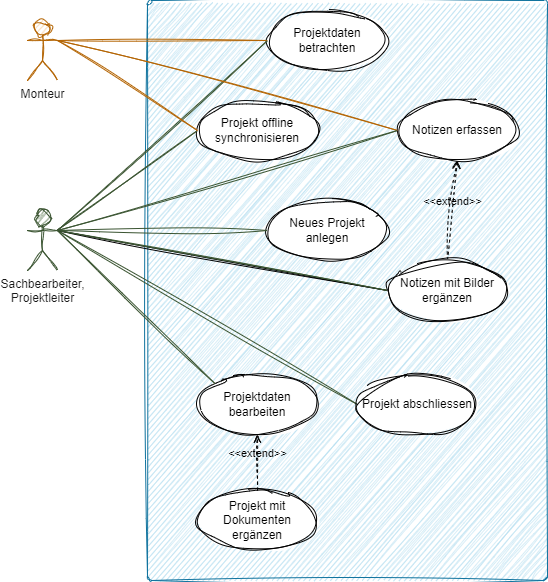 Projektdaten
betrachten
Monteur
Projekt offline
synchronisieren
Notizen erfassen
<<extend>>
Neues Projekt
anlegen
Sachbearbeiter,
Projektleiter
Notizen mit Bilder
ergänzen
Projektdaten
bearbeiten
Projekt abschliessen
<<extend>>
Projekt mit
Dokumenten
ergänzen